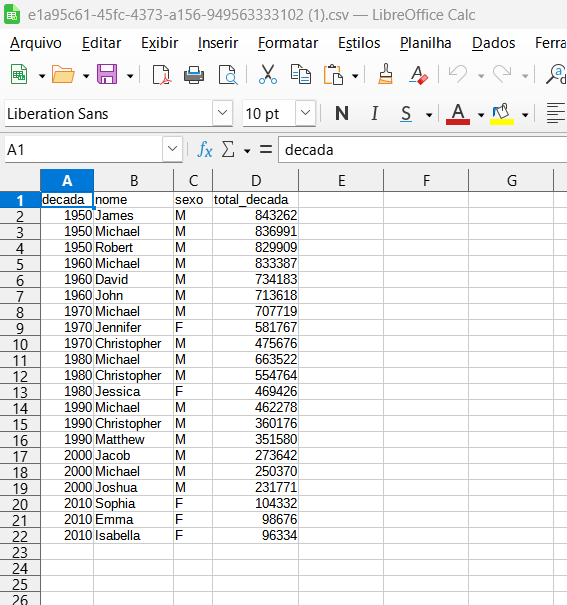 e1a95c61-45fc-4373-a156-949563333102 (1).csv — LibreOffice Calc
Arquivo Editar Exibir Inserir Formatar Estilos Planilha Dados Ferra
Liberation Sans 10 pt N I S A
A1 fx Σ = decada
A B C D E F G
1 decada nome sexo total_decada
2 1950 James M 843262
3 1950 Michael M 836991
4 1950 Robert M 829909
5 1960 Michael M 833387
6 1960 David M 734183
7 1960 John M 713618
8 1970 Michael M 707719
9 1970 Jennifer F 581767
10 1970 Christopher M 475676
11 1980 Michael M 663522
12 1980 Christopher M 554764
13 1980 Jessica F 469426
14 1990 Michael M 462278
15 1990 Christopher M 360176
16 1990 Matthew M 351580
17 2000 Jacob M 273642
18 2000 Michael M 250370
19 2000 Joshua M 231771
20 2010 Sophia F 104332
21 2010 Emma F 98676
22 2010 Isabella F 96334
23
24
25
26